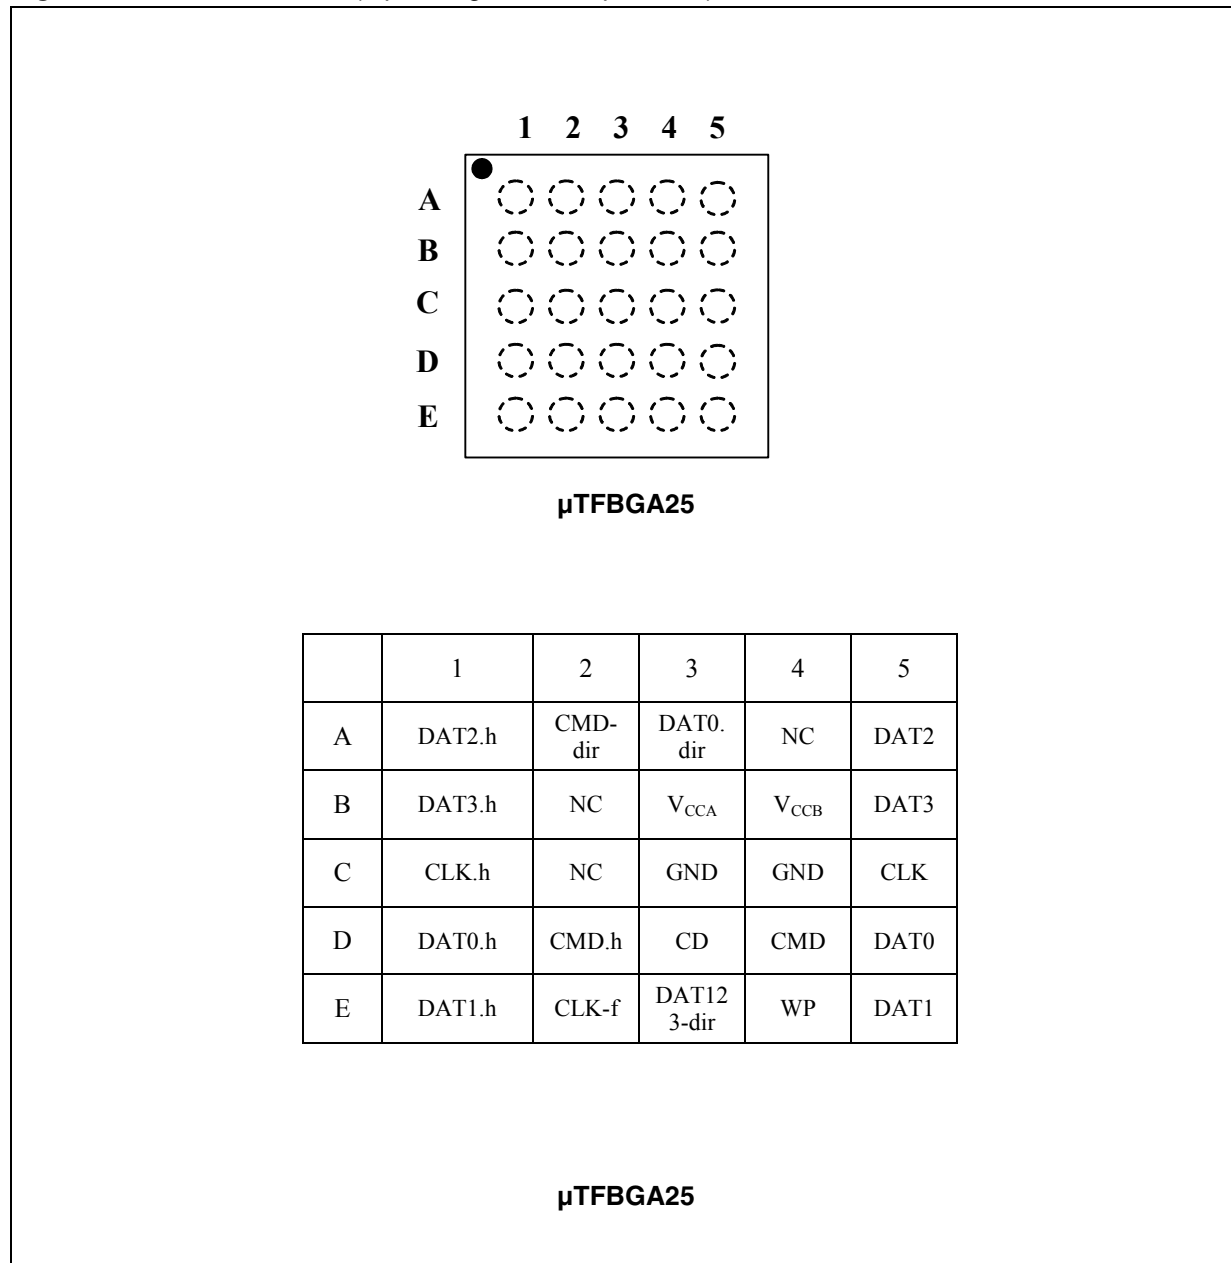 1 2 3 4 5
A
B
C
D
E
µTFBGA25
1 2 3 4 5
A DAT2.h CMD-dir DAT0.dir NC DAT2
B DAT3.h NC VCCA VCCB DAT3
C CLK.h NC GND GND CLK
D DAT0.h CMD.h CD CMD DAT0
E DAT1.h CLK-f DAT123-dir WP DAT1
µTFBGA25